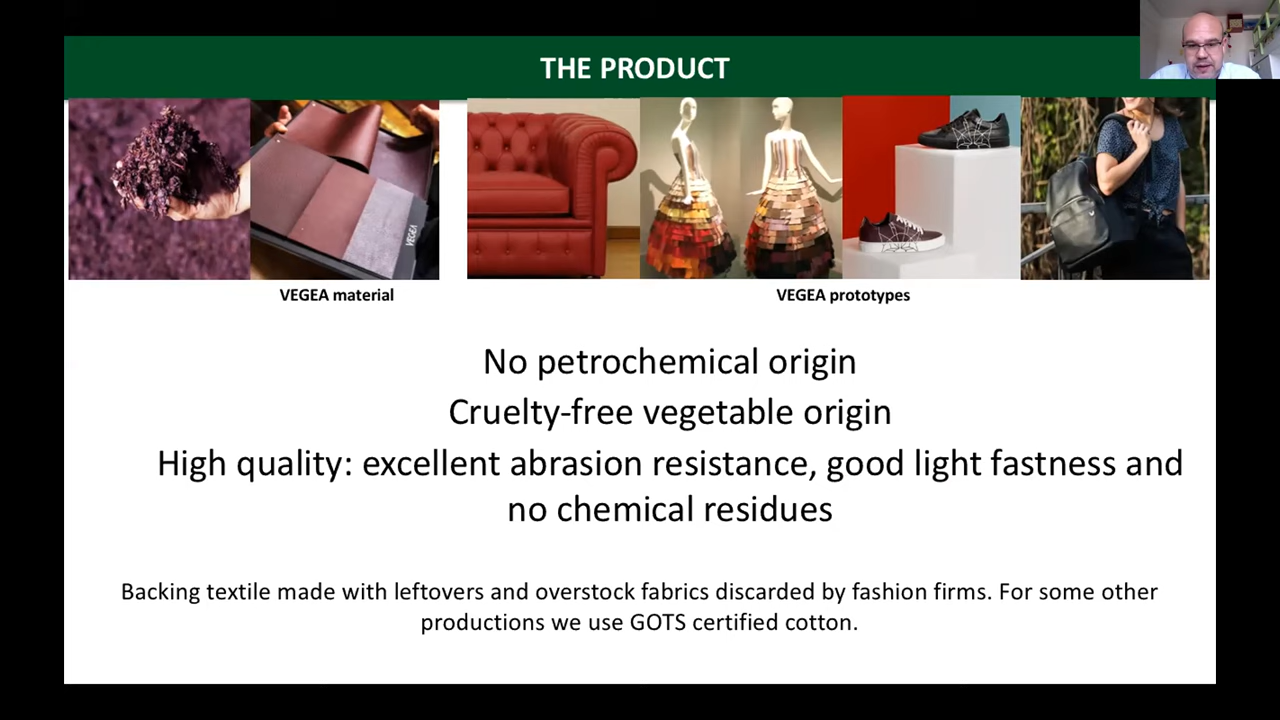 THE PRODUCT
VEGEA
VEGEA material
VEGEA prototypes
No petrochemical origin
Cruelty-free vegetable origin
High quality: excellent abrasion resistance, good light fastness and
no chemical residues
Backing textile made with leftovers and overstock fabrics discarded by fashion firms. For some other
productions we use GOTS certified cotton.